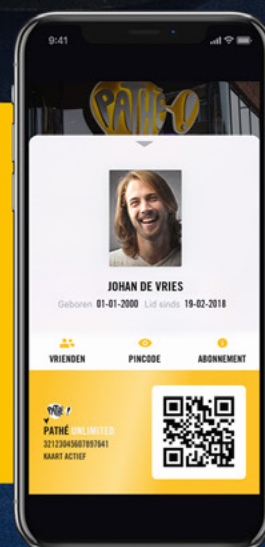 9:41
PATHÉ!
JOHAN DE VRIES
Geboren 01-01-2000 Lid sinds 19-02-2018
VRIENDEN PINCODE ABONNEMENT
PATHÉ!
PATHÉ UNLIMITED
32123045607897641
KAART ACTIEF